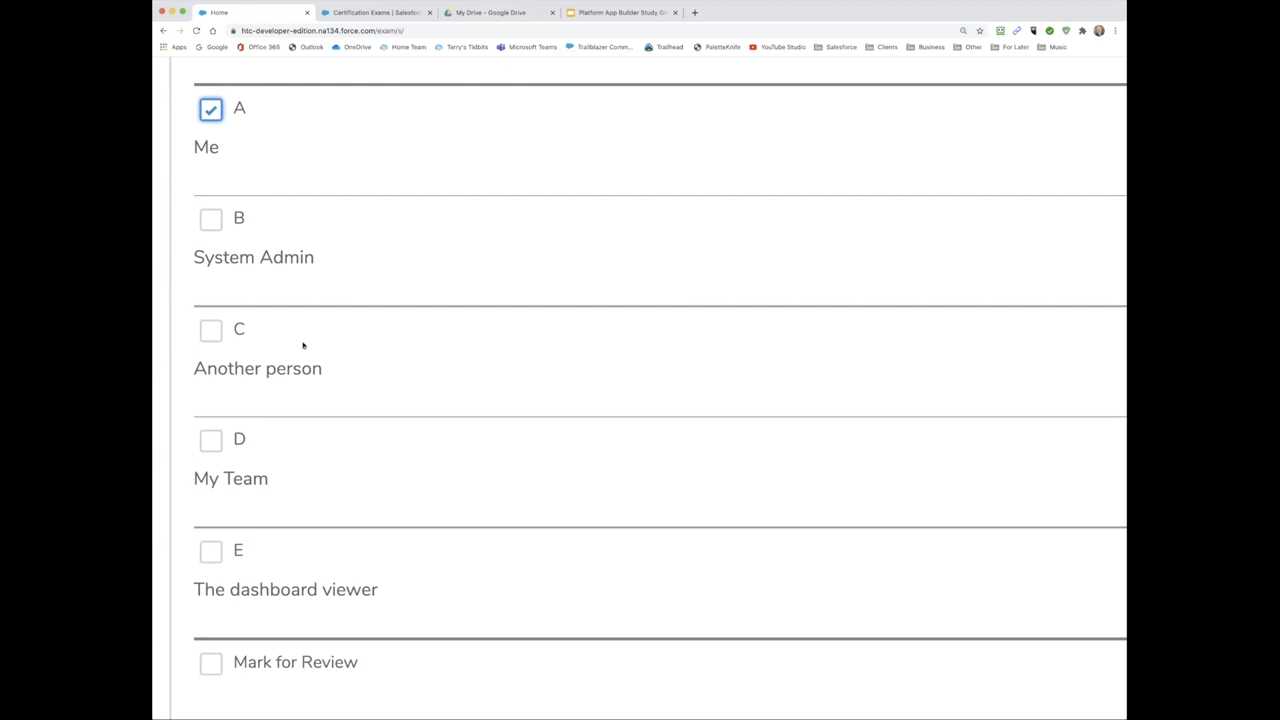 Home
Certification Exams | Salesfor
My Drive - Google Drive
Platform App Builder Study Gr
htc-developer-edition.na134.force.com/exam/s/
Apps Google Office 365 Outlook OneDrive Home Team Terry's Tidbits Microsoft Teams Trailblazer Comm... Trailhead PaletteKnife YouTube Studio Salesforce Clients Business Other For Later Music
A
Me
B
System Admin
C
Another person
D
My Team
E
The dashboard viewer
Mark for Review